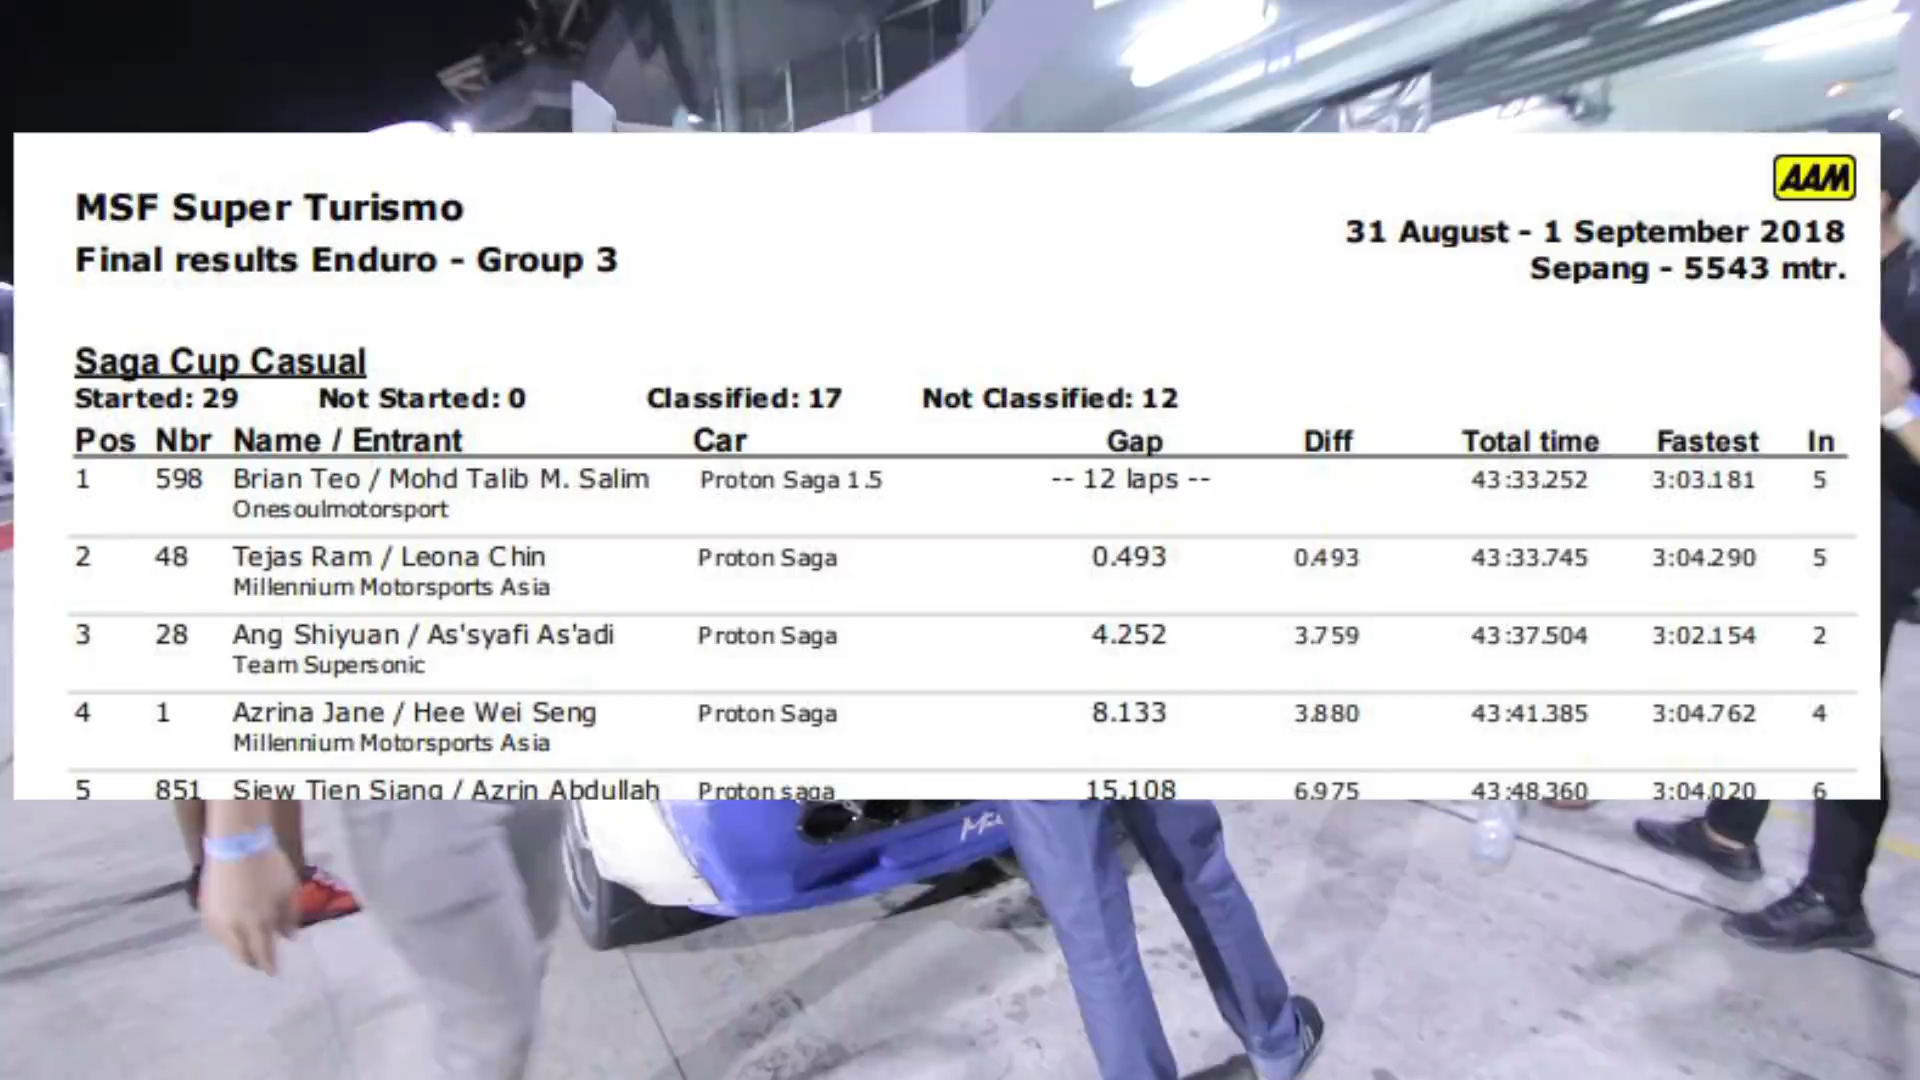 AAM
MSF Super Turismo
31 August - 1 September 2018
Final results Enduro - Group 3
Sepang - 5543 mtr.
Saga Cup Casual
Started: 29 Not Started: 0 Classified: 17 Not Classified: 12
Pos Nbr Name / Entrant Car Gap Diff Total time Fastest In
1 598 Brian Teo / Mohd Talib M. Salim Proton Saga 1.5 -- 12 laps -- 43:33.252 3:03.181 5
Onesoulmotorsport
2 48 Tejas Ram / Leona Chin Proton Saga 0.493 0.493 43:33.745 3:04.290 5
Millennium Motorsports Asia
3 28 Ang Shiyuan / As'syafi As'adi Proton Saga 4.252 3.759 43:37.504 3:02.154 2
Team Supersonic
4 1 Azrina Jane / Hee Wei Seng Proton Saga 8.133 3.880 43:41.385 3:04.762 4
Millennium Motorsports Asia
5 851 Siew Tien Siang / Azrin Abdullah Proton saga 15.108 6.975 43:48.360 3:04.020 6